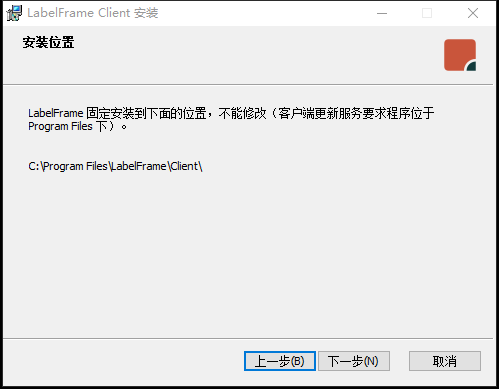 LabelFrame Client 安装
安装位置
LabelFrame 固定安装到下面的位置，不能修改（客户端更新服务要求程序位于
Program Files 下）。
C:\Program Files\LabelFrame\Client\
上一步(B) 下一步(N) 取消